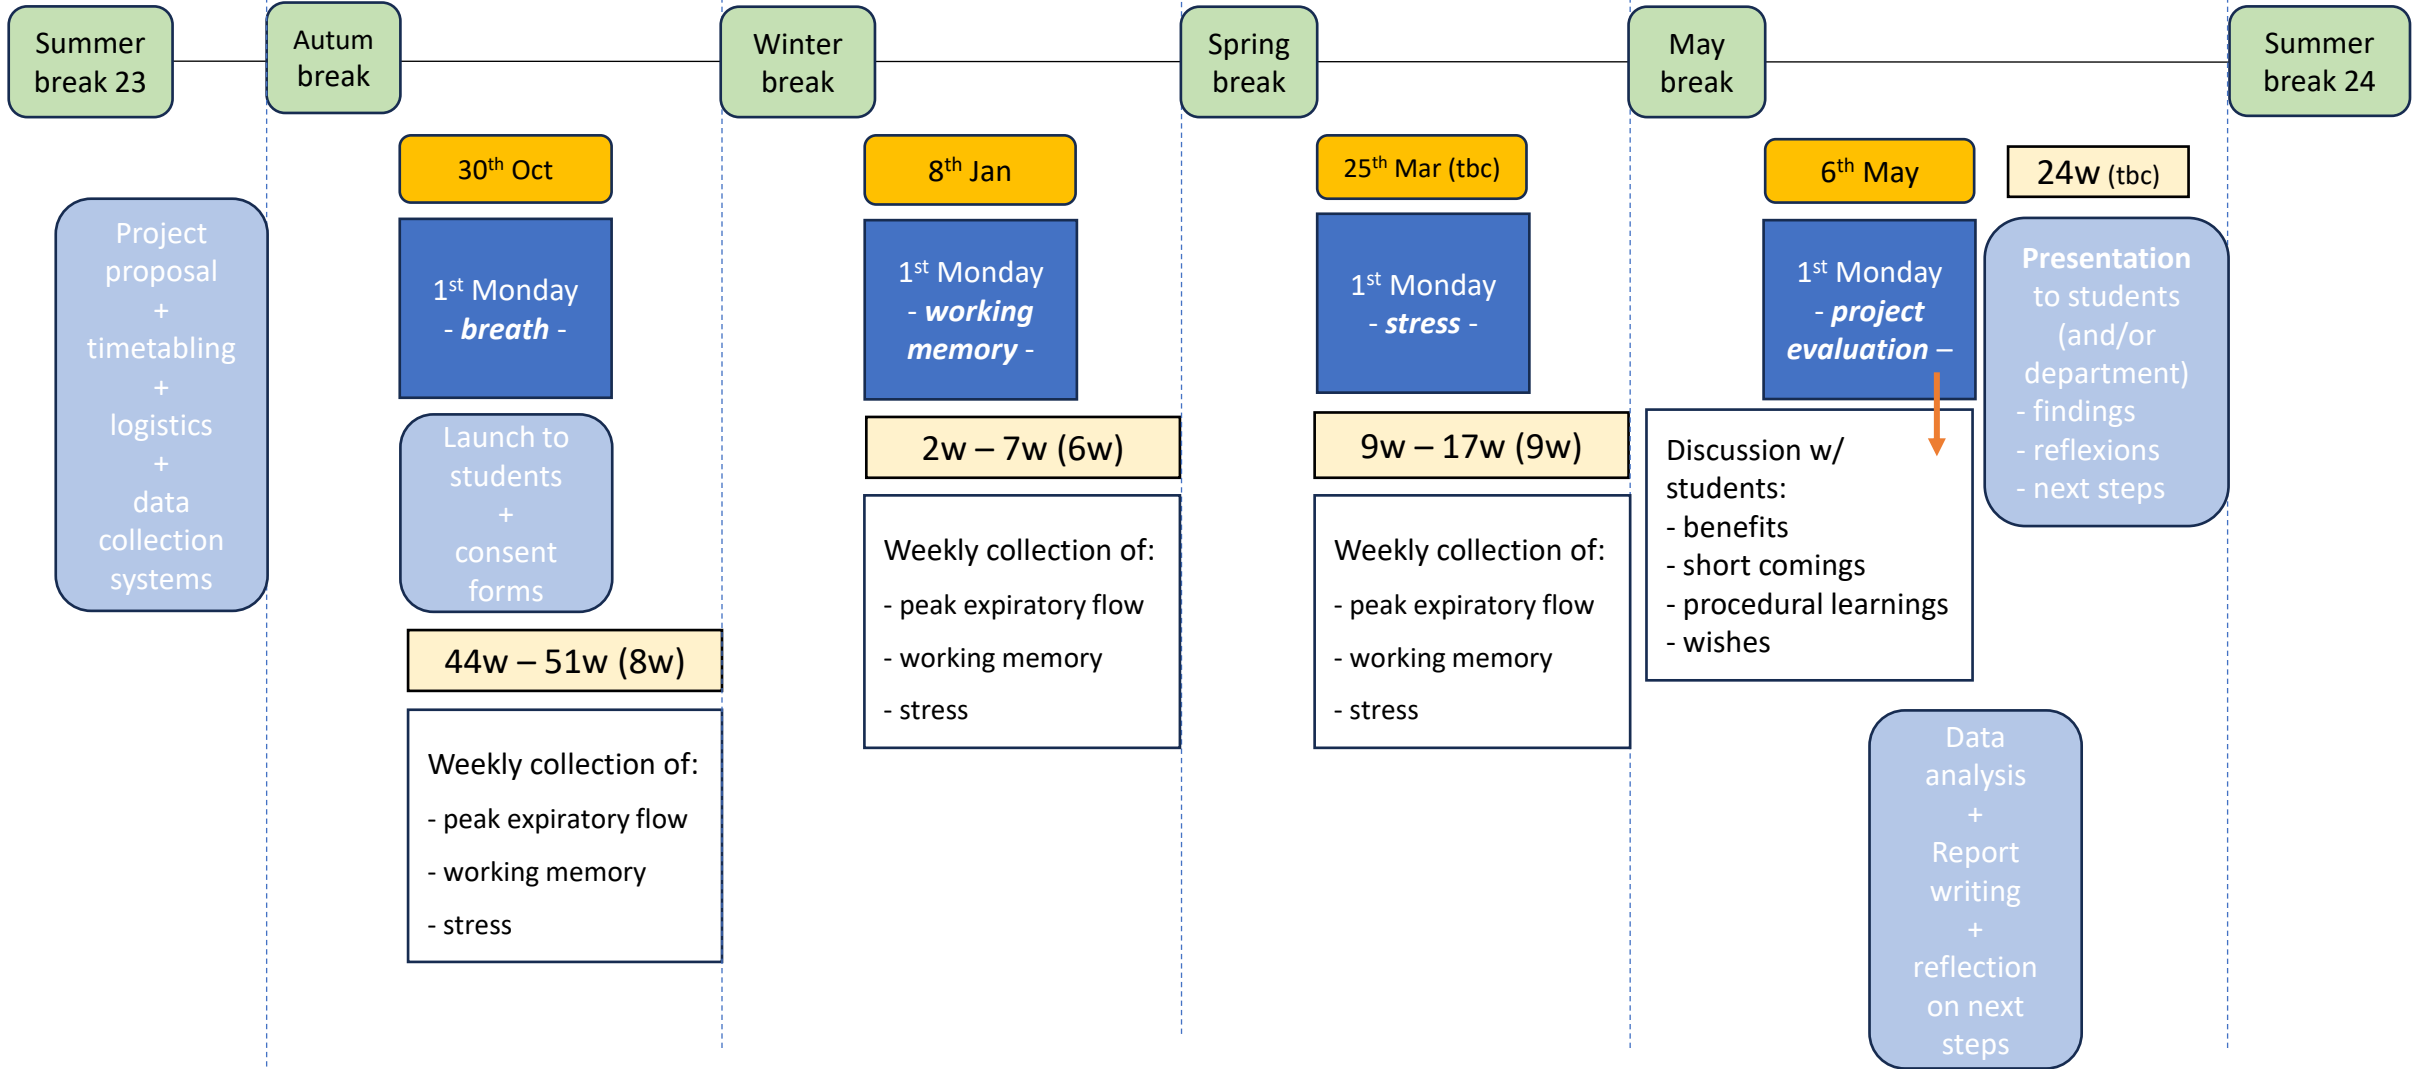 Summer
break 23
Autum
break
Winter
break
Spring
break
May
break
Summer
break 24
Project
proposal
+
timetabling
+
logistics
+
data
collection
systems
30th Oct
1st Monday
- breath -
Launch to
students
+
consent
forms
44w – 51w (8w)
Weekly collection of:
- peak expiratory flow
- working memory
- stress
8th Jan
1st Monday
- working
memory -
2w – 7w (6w)
Weekly collection of:
- peak expiratory flow
- working memory
- stress
25th Mar (tbc)
1st Monday
- stress -
9w – 17w (9w)
Weekly collection of:
- peak expiratory flow
- working memory
- stress
6th May
1st Monday
- project
evaluation –
Discussion w/
students:
- benefits
- short comings
- procedural learnings
- wishes
Data
analysis
+
Report
writing
+
reflection
on next
steps
24w (tbc)
Presentation
to students
(and/or
department)
- findings
- reflexions
- next steps